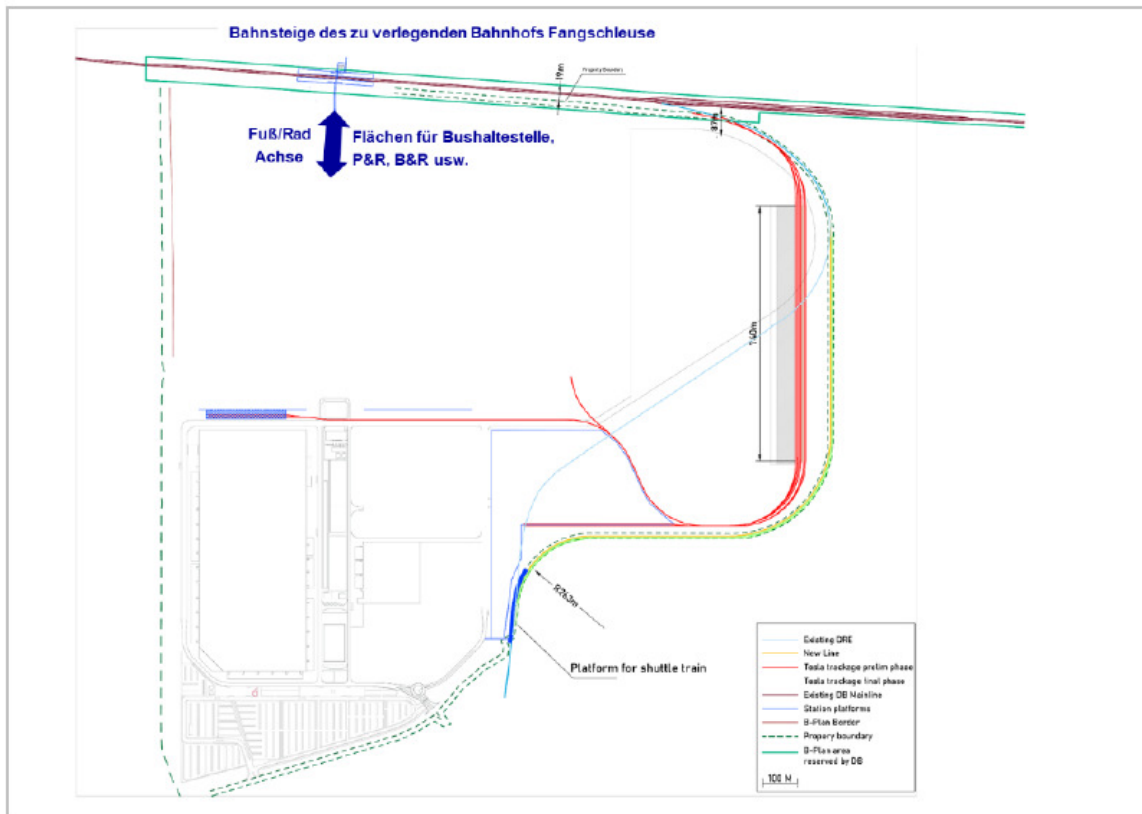 Bahnsteige des zu verlegenden Bahnhofs Fangschleuse
19m
Property Boundary
Fuß/Rad
Achse
Flächen für Bushaltestelle,
P&R, B&R usw.
37m
740m
R263m
Platform for shuttle train
Existing ORE
New Line
Tesla trackage prelim phase
Tesla trackage final phase
Existing DB Mainline
Station platforms
B-Plan Border
Propery boundary
B-Plan area
reserved by DB
100 M